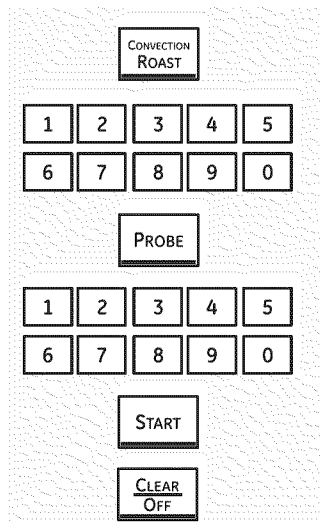 CONVECTION
ROAST
1 2 3 4 5
6 7 8 9 0
PROBE
1 2 3 4 5
6 7 8 9 0
START
CLEAR
OFF